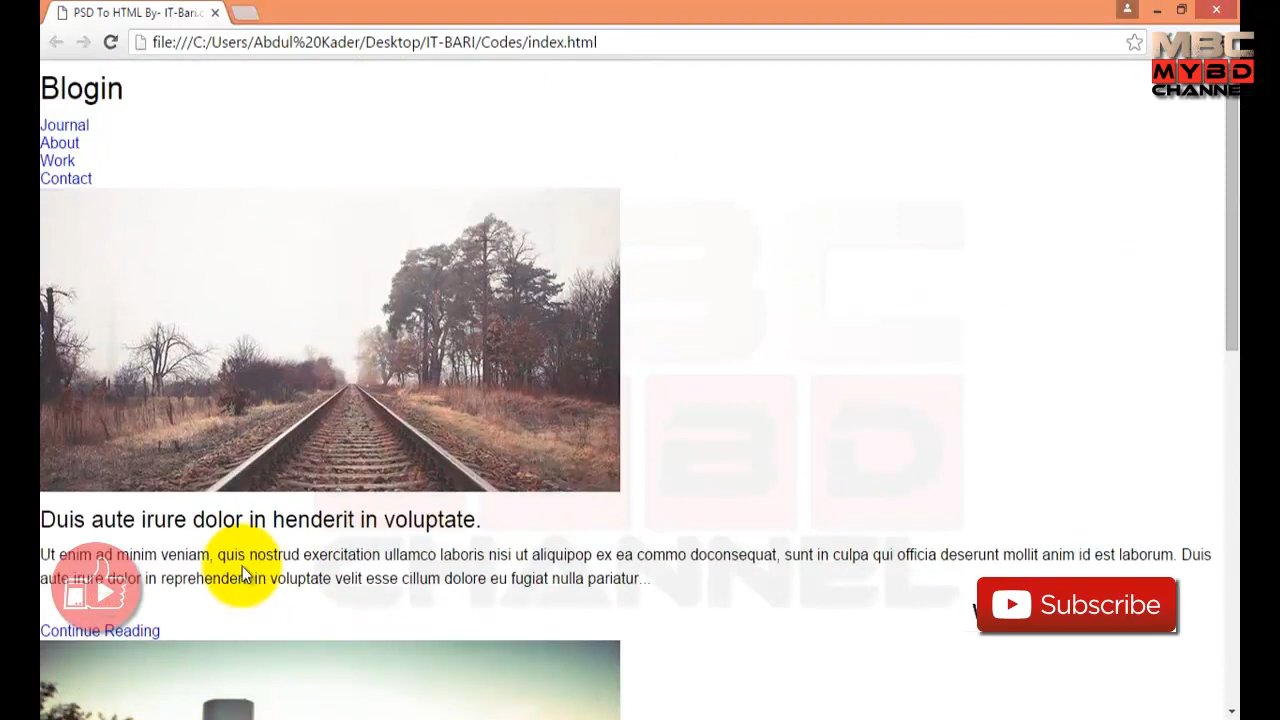 PSD To HTML By- IT-Bari.c
file:///C:/Users/Abdul%20Kader/Desktop/IT-BARI/Codes/index.html
MBC
MYBD
CHANNEL
Blogin
Journal
About
Work
Contact
Duis aute irure dolor in henderit in voluptate.
Ut enim ad minim veniam, quis nostrud exercitation ullamco laboris nisi ut aliquipop ex ea commo doconsequat, sunt in culpa qui officia deserunt mollit anim id est laborum. Duis
aute irure dolor in reprehenderit in voluptate velit esse cillum dolore eu fugiat nulla pariatur...
Subscribe
Continue Reading